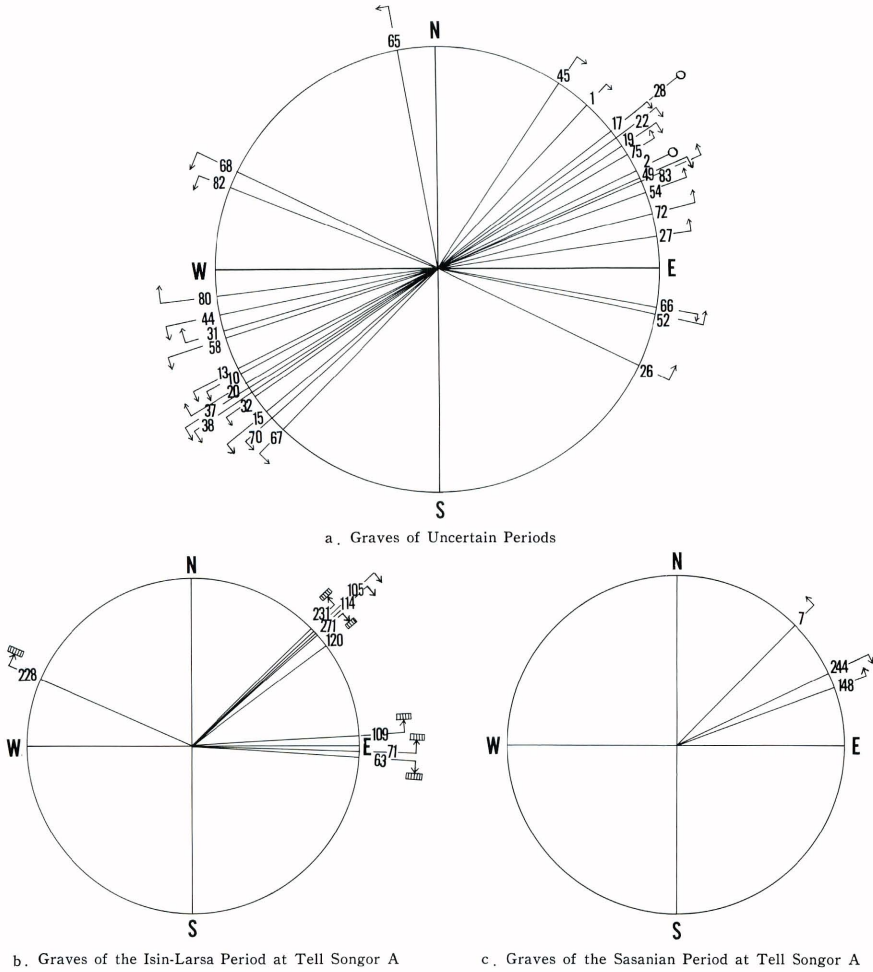 N
65
45
1
28
17
22
19
75
2
49 83
54
72
27
68
82
W
E
80
44
31
58
66
52
26
13
10
20
37
32
38
15
70
67
S
a. Graves of Uncertain Periods
N
105
114
231
271
120
228
109
W
E
71
63
S
b. Graves of the Isin-Larsa Period at Tell Songor A
N
7
244
148
W
E
S
c. Graves of the Sasanian Period at Tell Songor A